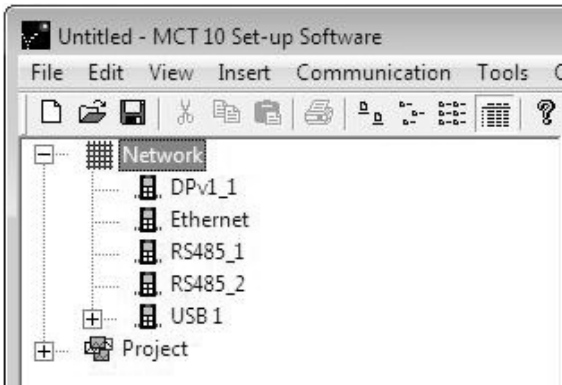 Untitled - MCT 10 Set-up Software
File Edit View Insert Communication Tools
Network
DPv1_1
Ethernet
RS485_1
RS485_2
USB 1
Project